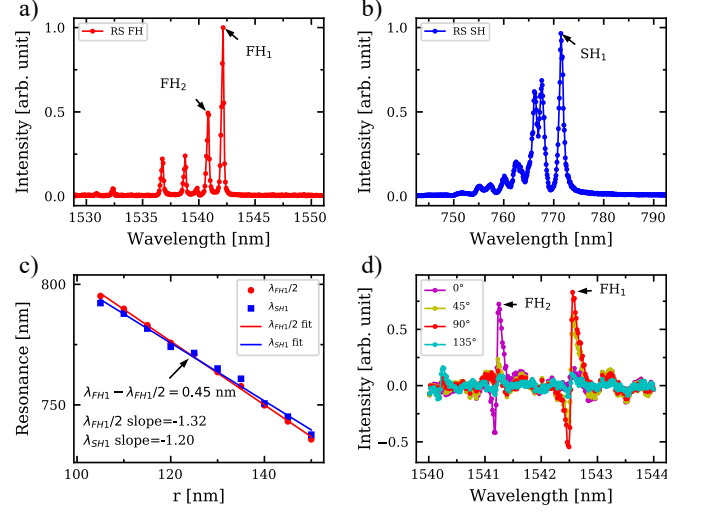 a)
RS FH
FH1
FH2
Intensity [arb. unit]
1.0
0.5
0.0
1530 1535 1540 1545 1550
Wavelength [nm]
b)
RS SH
SH1
Intensity [arb. unit]
1.0
0.5
0.0
750 760 770 780 790
Wavelength [nm]
c)
λFH1/2
λSH1
λFH1/2 fit
λSH1 fit
λFH1 − λFH1/2 = 0.45 nm
λFH1/2 slope=-1.32
λSH1 slope=-1.20
Resonance [nm]
800
750
100 120 140 160
r [nm]
d)
0°
45°
90°
135°
FH2
FH1
Intensity [arb. unit]
0.5
0.0
−0.5
1540 1541 1542 1543 1544
Wavelength [nm]